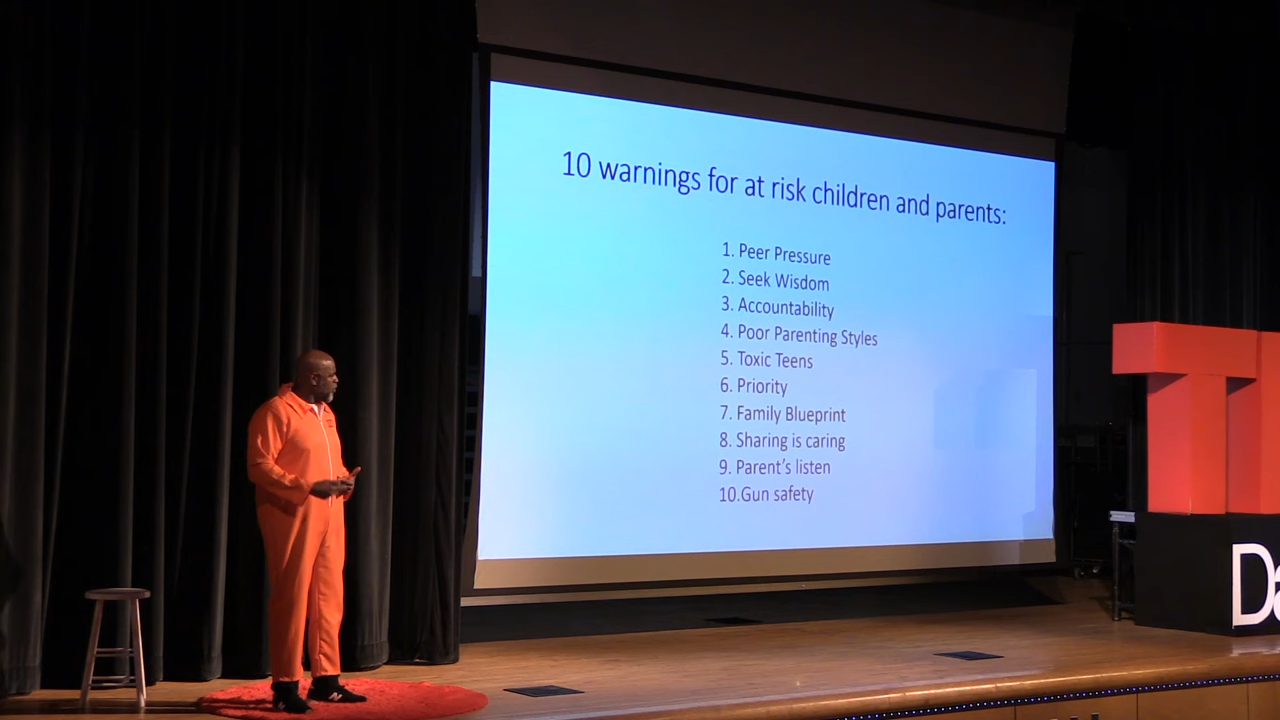 10 warnings for at risk children and parents:
1. Peer Pressure
2. Seek Wisdom
3. Accountability
4. Poor Parenting Styles
5. Toxic Teens
6. Priority
7. Family Blueprint
8. Sharing is caring
9. Parent's listen
10.Gun safety
T
Da